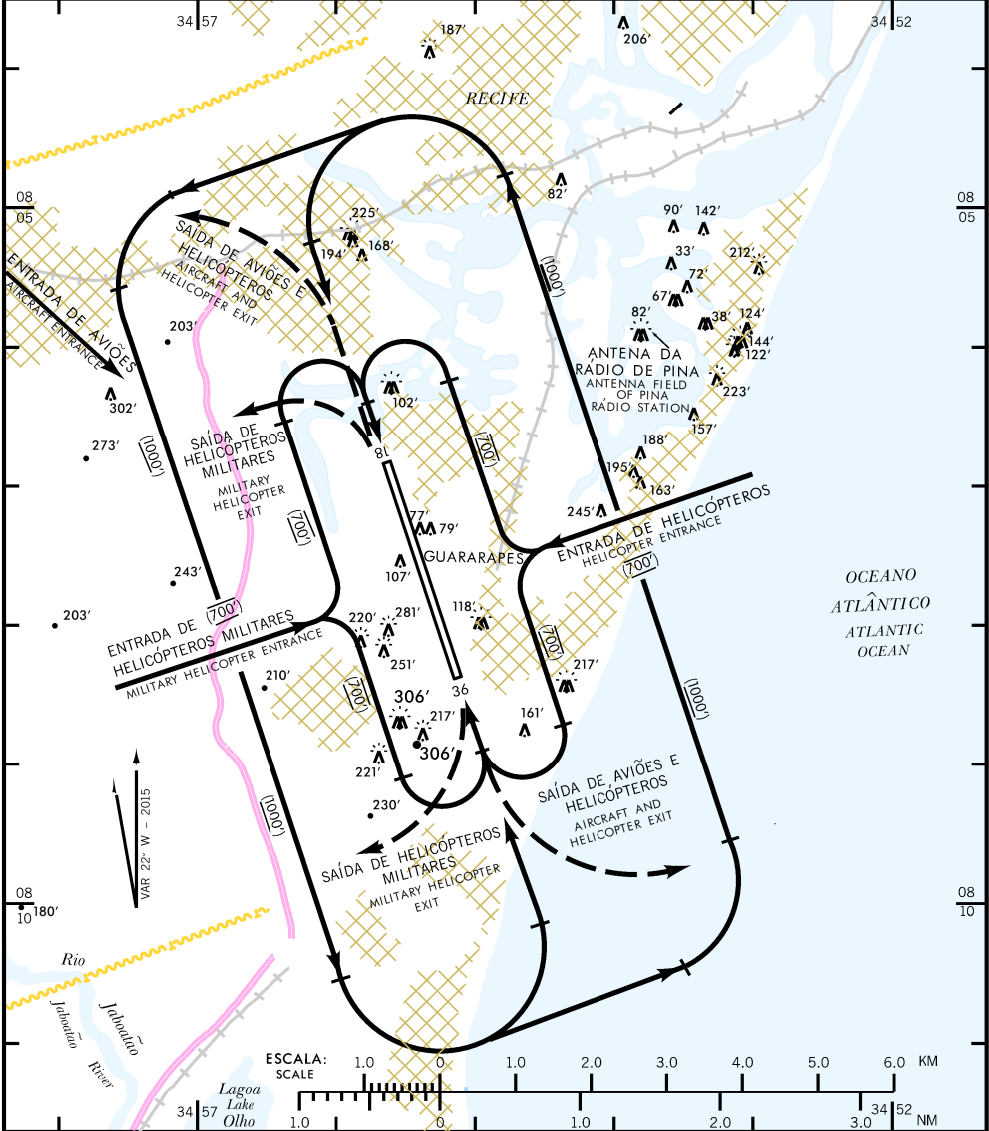 34 57
34 52
187'
206'
RECIFE
08
05
08
05
82'
225'
194'
168'
90'
142'
33'
212'
72'
67'
38'
124'
82'
144'
122'
223'
157'
SAÍDA DE AVIÕES E
HELICÓPTEROS
AIRCRAFT AND
HELICOPTER EXIT
ENTRADA DE AVIÕES
AIRCRAFT ENTRANCE
(1000')
203'
302'
273'
(1000')
ANTENA DA
RÁDIO DE PINA
ANTENNA FIELD
OF PINA
RÁDIO STATION
102'
SAÍDA DE
HELICÓPTEROS
MILITARES
MILITARY
HELICOPTER
EXIT
(700')
(700')
188'
195'
163'
245'
77'
79'
GUARARAPES
107'
ENTRADA DE HELICÓPTEROS
HELICOPTER ENTRANCE
(700')
243'
203'
(700')
ENTRADA DE
HELICÓPTEROS MILITARES
MILITARY HELICOPTER ENTRANCE
220'
281'
251'
118'
(700')
217'
OCEANO
ATLÂNTICO
ATLANTIC
OCEAN
210'
(700')
36
306'
217'
306'
161'
221'
(1000')
230'
(1000')
SAÍDA DE AVIÕES E
HELICÓPTEROS
AIRCRAFT AND
HELICOPTER EXIT
SAÍDA DE HELICÓPTEROS
MILITARES
MILITARY HELICOPTER
EXIT
VAR 22° W - 2015
08
10
180'
08
10
Rio
Jaboatão
Jaboatão
River
Lagoa
Lake
Olho
ESCALA:
SCALE
1.0 0 1.0 2.0 3.0 4.0 5.0 6.0 KM
1.0 0 1.0 2.0 3.0 NM
34 57
34 52